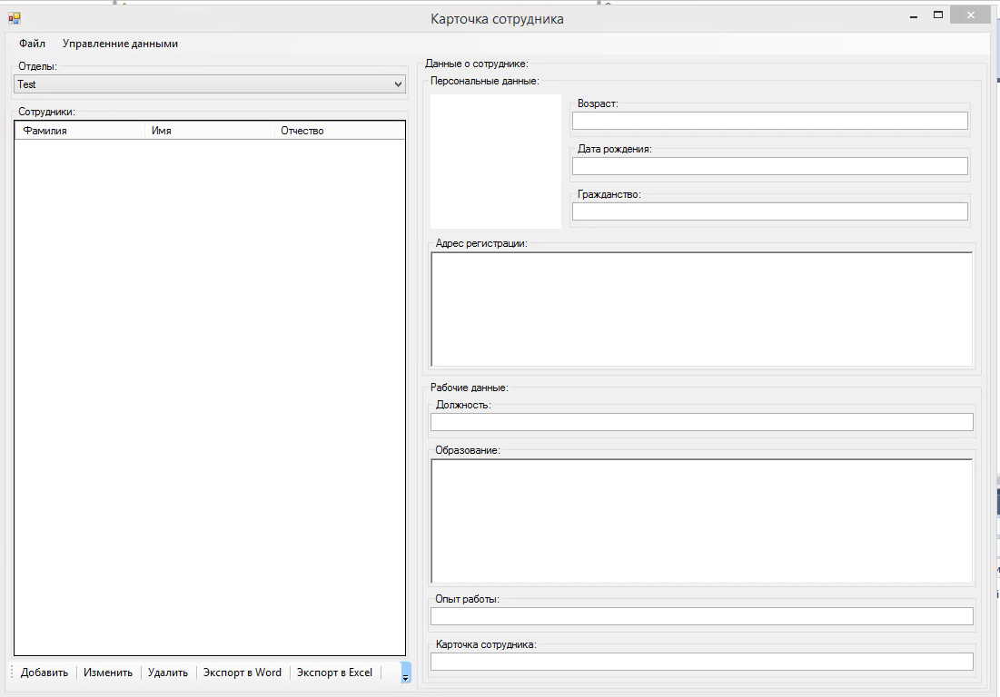 Карточка сотрудника
Файл Управленние данными
Отделы:
Test
Сотрудники:
Фамилия Имя Отчество
Добавить Изменить Удалить Экспорт в Word Экспорт в Excel
Данные о сотруднике:
Персональные данные:
Возраст:
Дата рождения:
Гражданство:
Адрес регистрации:
Рабочие данные:
Должность:
Образование:
Опыт работы:
Карточка сотрудника: